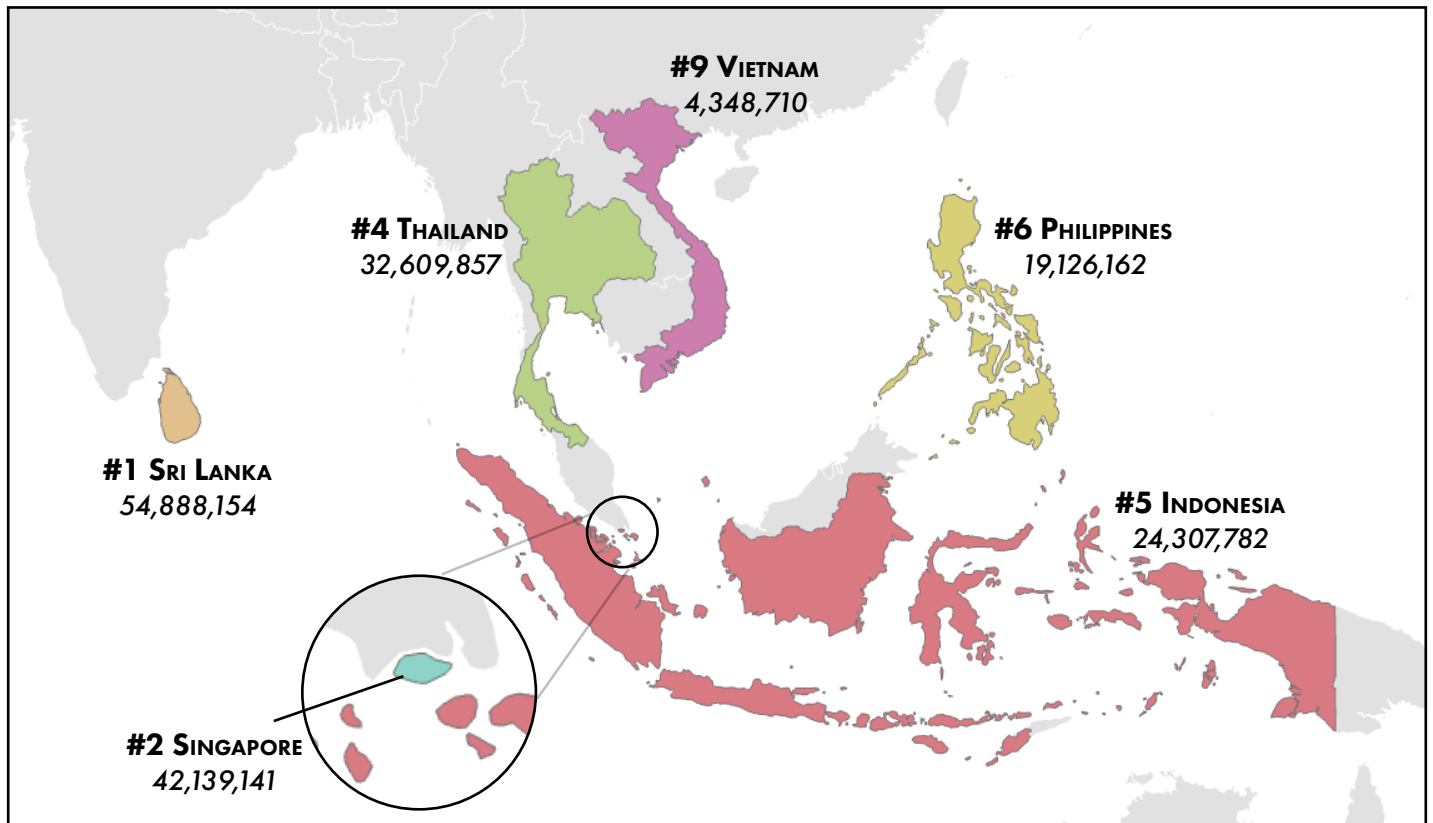 #9 Vietnam
4,348,710
#4 Thailand
32,609,857
#6 Philippines
19,126,162
#1 Sri Lanka
54,888,154
#5 Indonesia
24,307,782
#2 Singapore
42,139,141